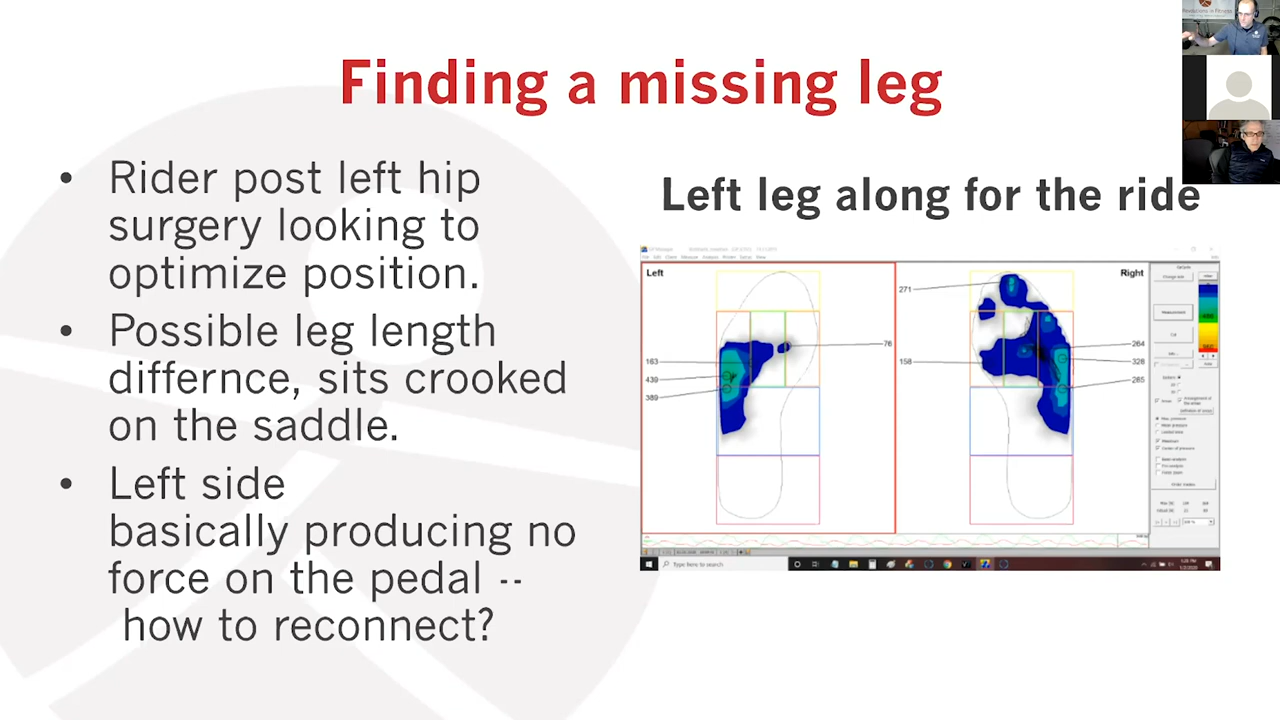 Finding a missing leg
• Rider post left hip
surgery looking to
optimize position.
• Possible leg length
differnce, sits crooked
on the saddle.
• Left side
basically producing no
force on the pedal --
how to reconnect?
Left leg along for the ride
Left
Right
271
76
163
439
389
158
264
328
285
Type here to search